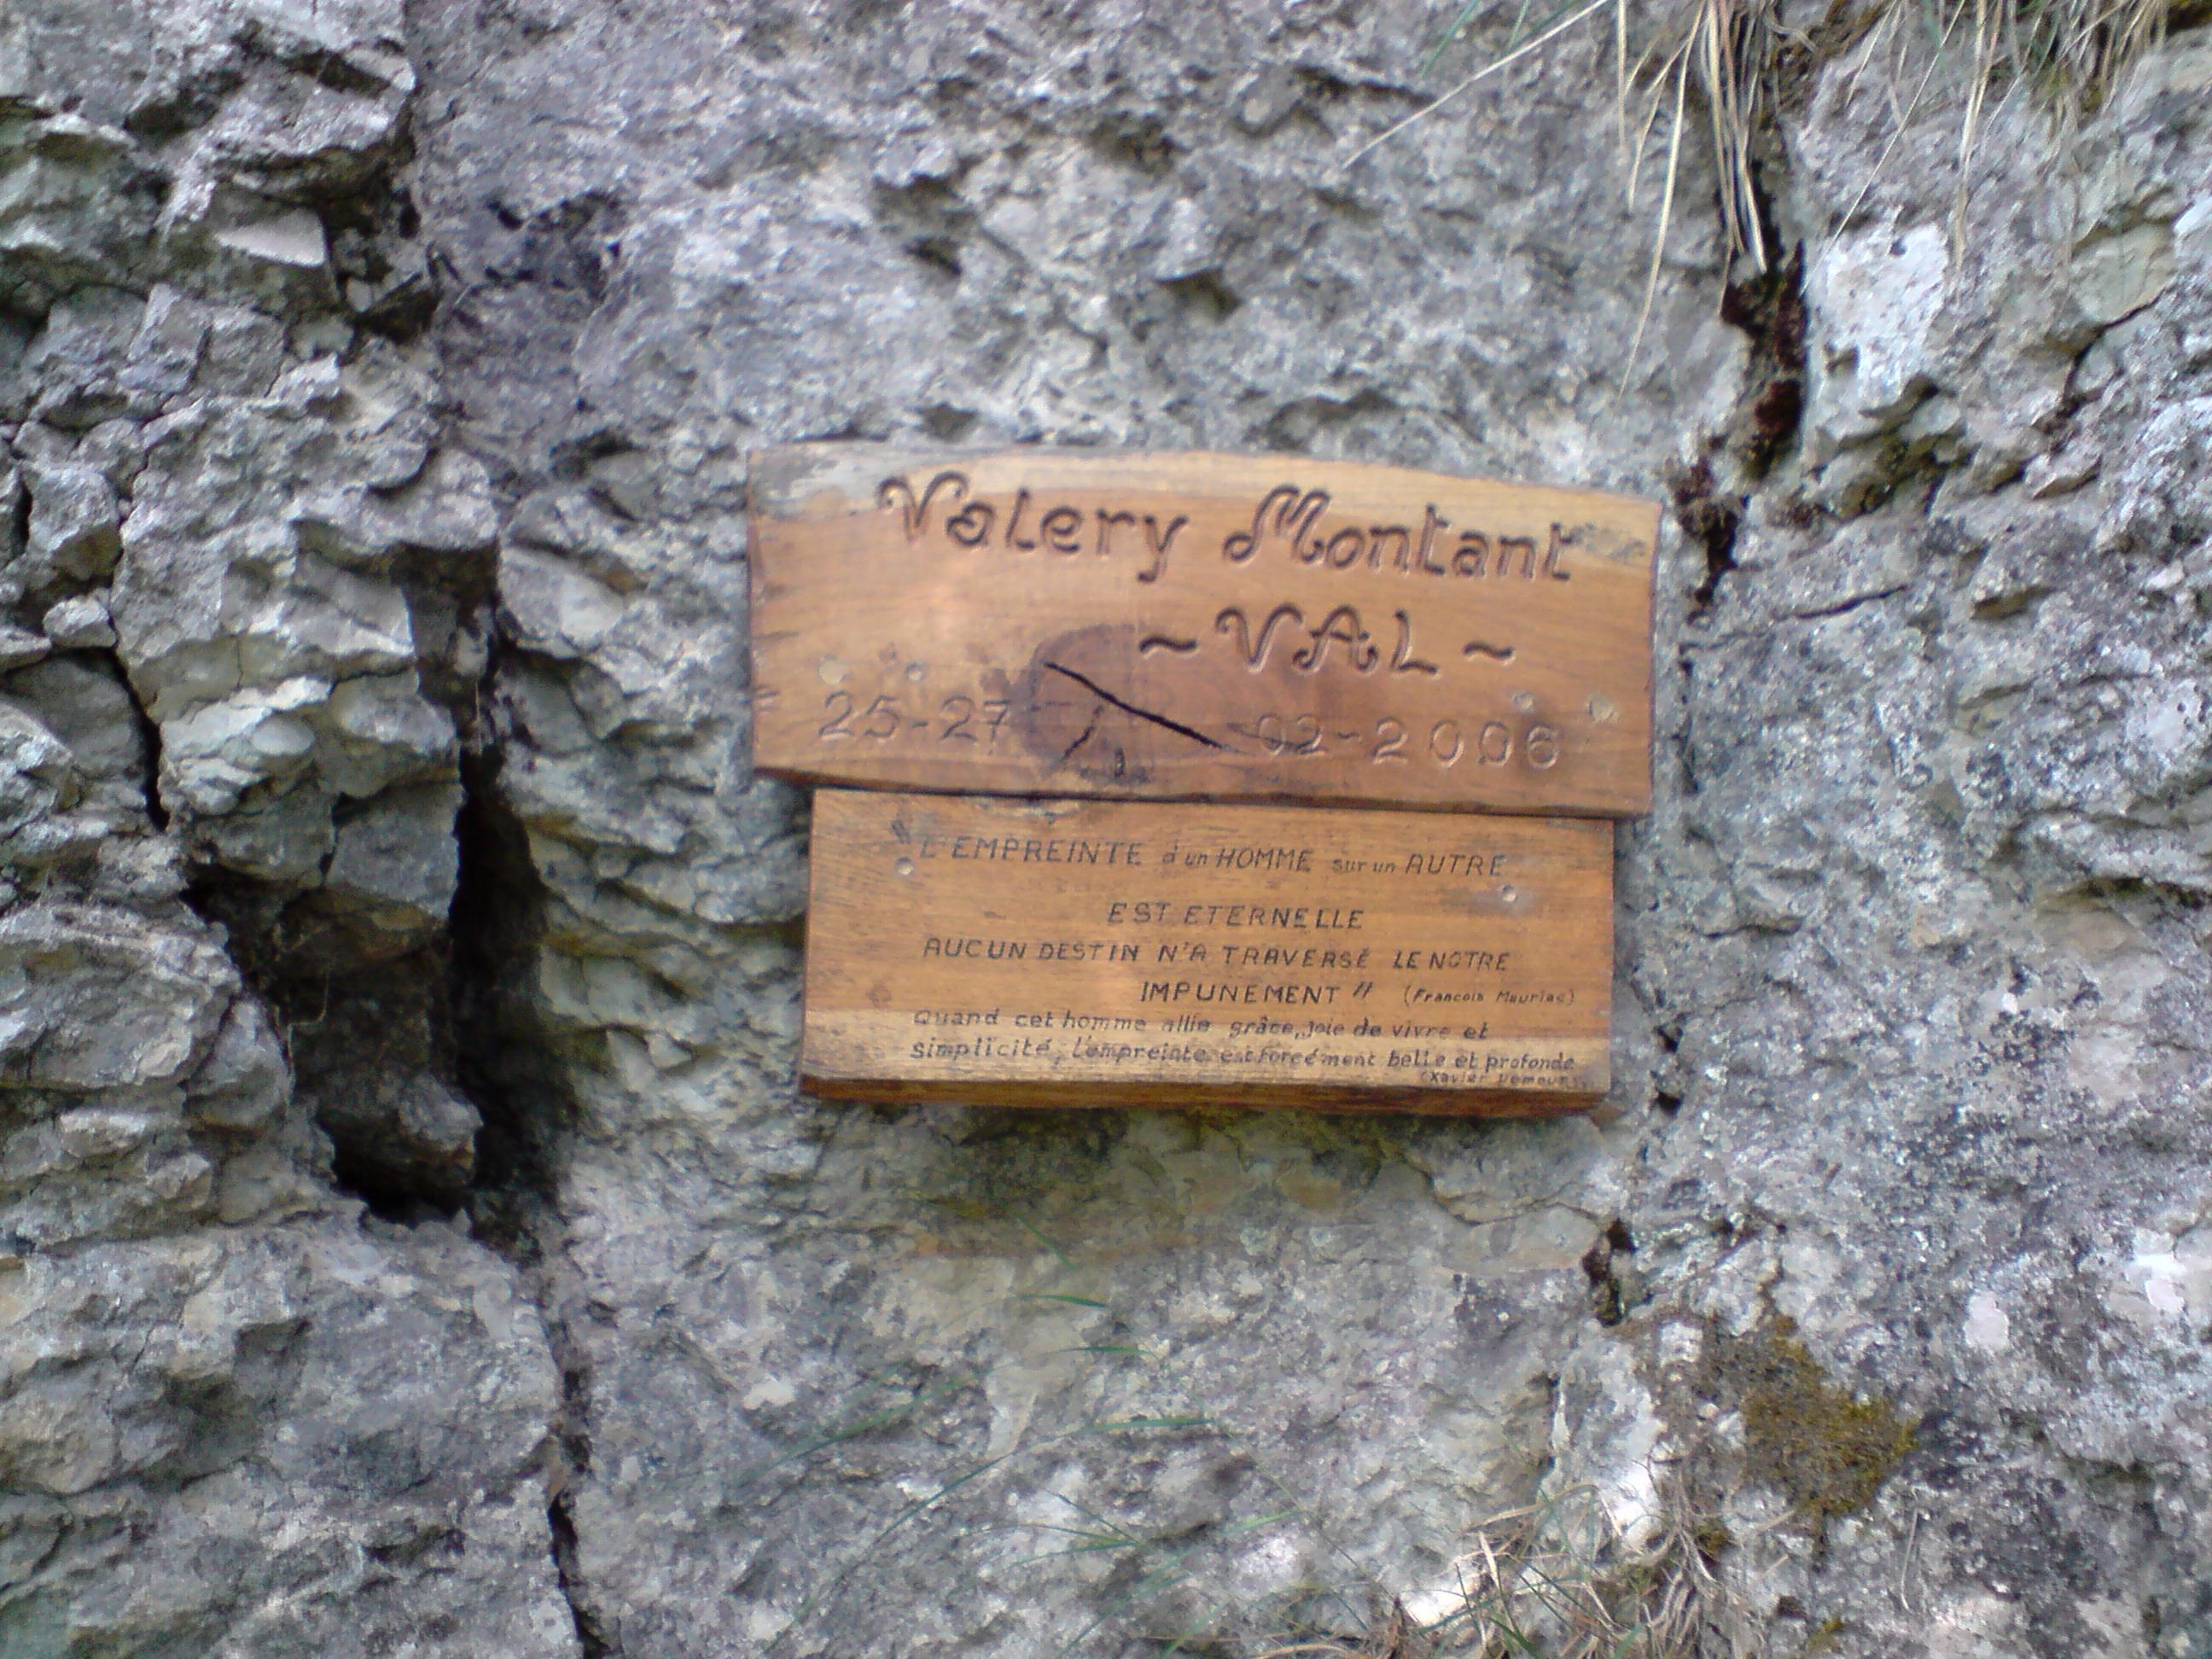 Valery Montant
~ VAL ~
25-27 02-2006
" L'EMPREINTE d'un HOMME sur un AUTRE
EST ETERNELLE
AUCUN DESTIN N'A TRAVERSÉ LE NOTRE
IMPUNEMENT " (Francois Mauriac)
Quand cet homme allie grâce, joie de vivre et
simplicité, l'empreinte est forcément belle et profonde
(Xavier